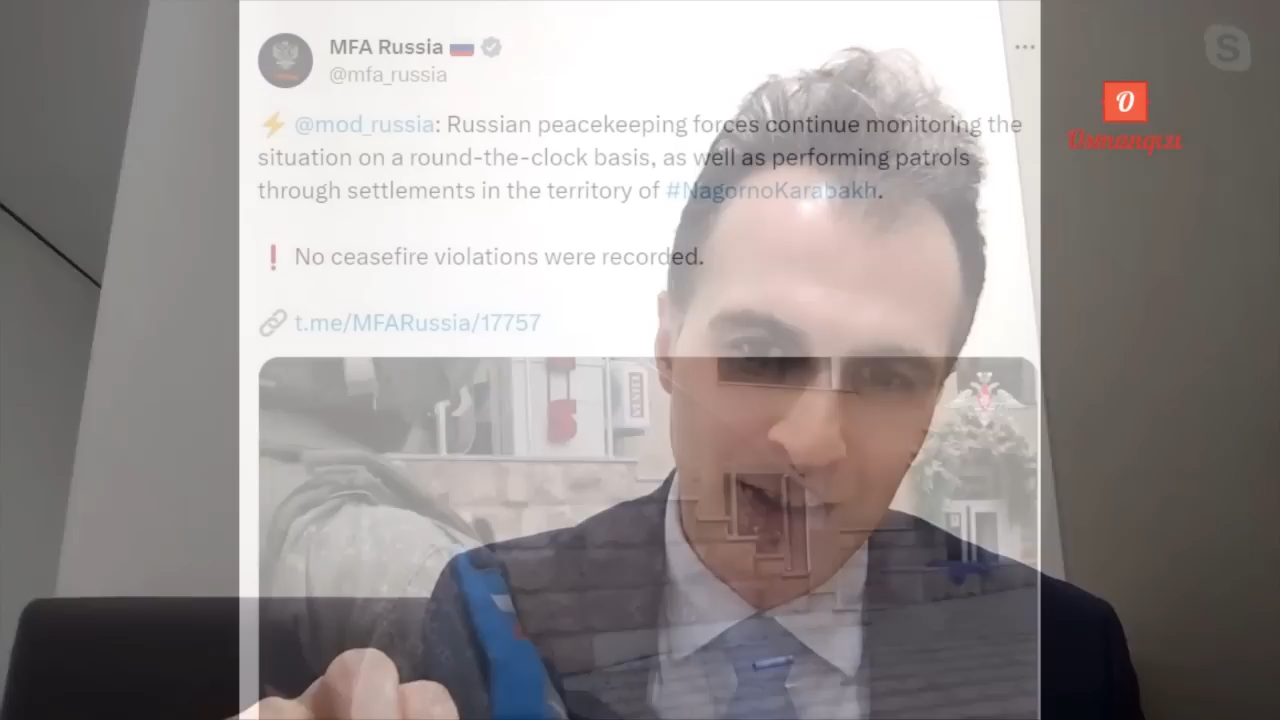 MFA Russia
@mfa_russia
⚡ @mod_russia: Russian peacekeeping forces continue monitoring the
situation on a round-the-clock basis, as well as performing patrols
through settlements in the territory of #NagornoKarabakh.
❗ No ceasefire violations were recorded.
🔗 t.me/MFARussia/17757
S
O
Osmanqızı